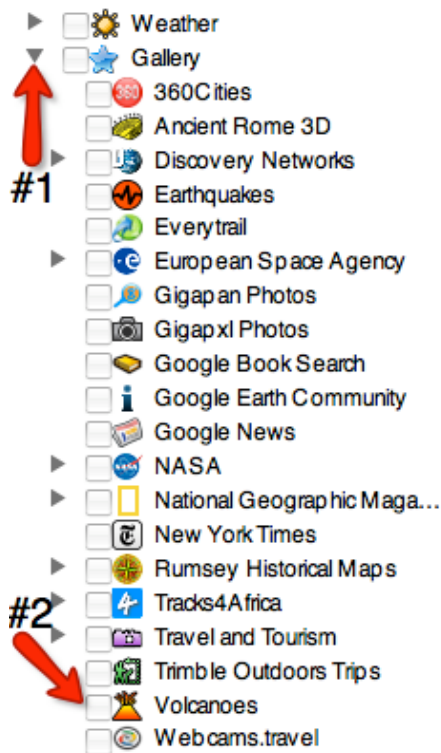 Weather
Gallery
360 360Cities
Ancient Rome 3D
#1 Discovery Networks
Earthquakes
Everytrail
European Space Agency
Gigapan Photos
Gigapxl Photos
Google Book Search
Google Earth Community
Google News
NASA
National Geographic Maga...
New York Times
Rumsey Historical Maps
#2 Tracks4Africa
Travel and Tourism
Trimble Outdoors Trips
Volcanoes
Webcams.travel